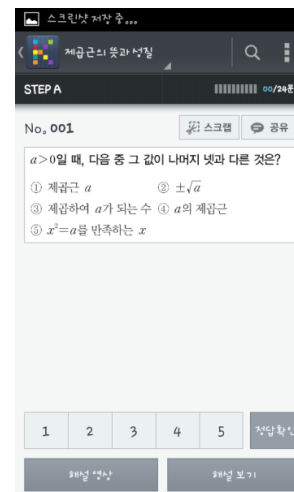 스크린샷 저장 중...
제곱근의 뜻과 성질
STEP A
00/24문
No. 001
스크랩
공유
a>0일 때, 다음 중 그 값이 나머지 넷과 다른 것은?
① 제곱근 a ② ±√a
③ 제곱하여 a가 되는 수 ④ a의 제곱근
⑤ x²=a를 만족하는 x
1 2 3 4 5 정답확인
해설 영상 해설 보기